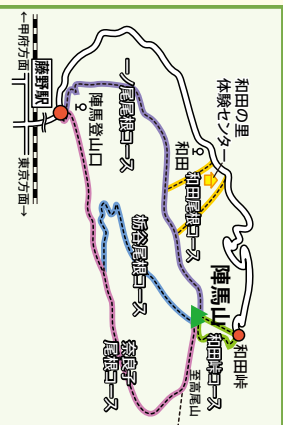 ←甲府方面
藤野駅
東京方面→
一ノ尾尾根コース
陣馬登山口
和田の里
体験センター
和田
和田尾根コース
栃谷尾根コース
陣馬山
和田峠
和田峠コース
至高尾山
奈良子
尾根コース